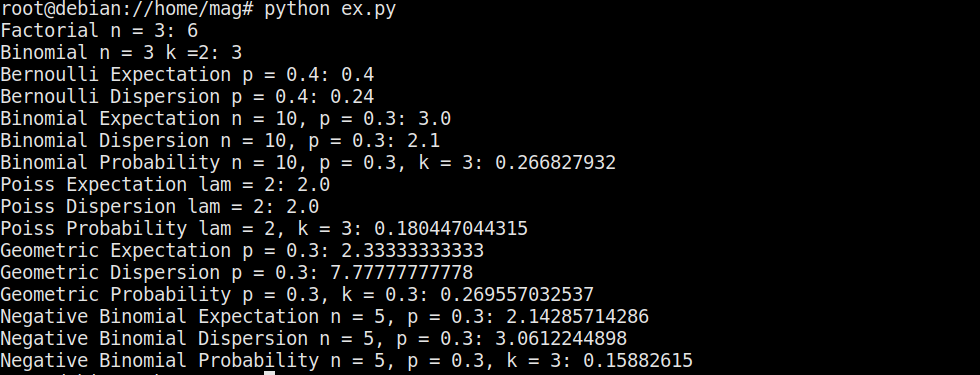 root@debian://home/mag# python ex.py
Factorial n = 3: 6
Binomial n = 3 k =2: 3
Bernoulli Expectation p = 0.4: 0.4
Bernoulli Dispersion p = 0.4: 0.24
Binomial Expectation n = 10, p = 0.3: 3.0
Binomial Dispersion n = 10, p = 0.3: 2.1
Binomial Probability n = 10, p = 0.3, k = 3: 0.266827932
Poiss Expectation lam = 2: 2.0
Poiss Dispersion lam = 2: 2.0
Poiss Probability lam = 2, k = 3: 0.180447044315
Geometric Expectation p = 0.3: 2.33333333333
Geometric Dispersion p = 0.3: 7.77777777778
Geometric Probability p = 0.3, k = 0.3: 0.269557032537
Negative Binomial Expectation n = 5, p = 0.3: 2.14285714286
Negative Binomial Dispersion n = 5, p = 0.3: 3.0612244898
Negative Binomial Probability n = 5, p = 0.3, k = 3: 0.15882615